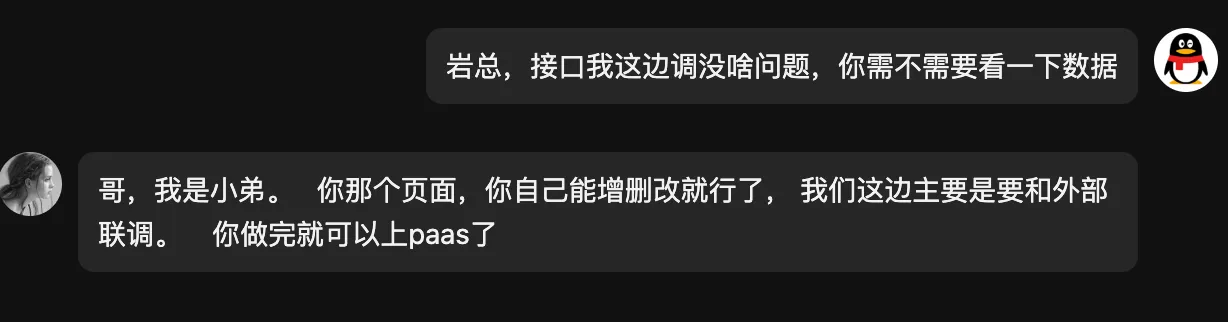 岩总，接口我这边调没啥问题，你需不需要看一下数据
哥，我是小弟。 你那个页面，你自己能增删改就行了， 我们这边主要是要和外部
联调。 你做完就可以上paas了